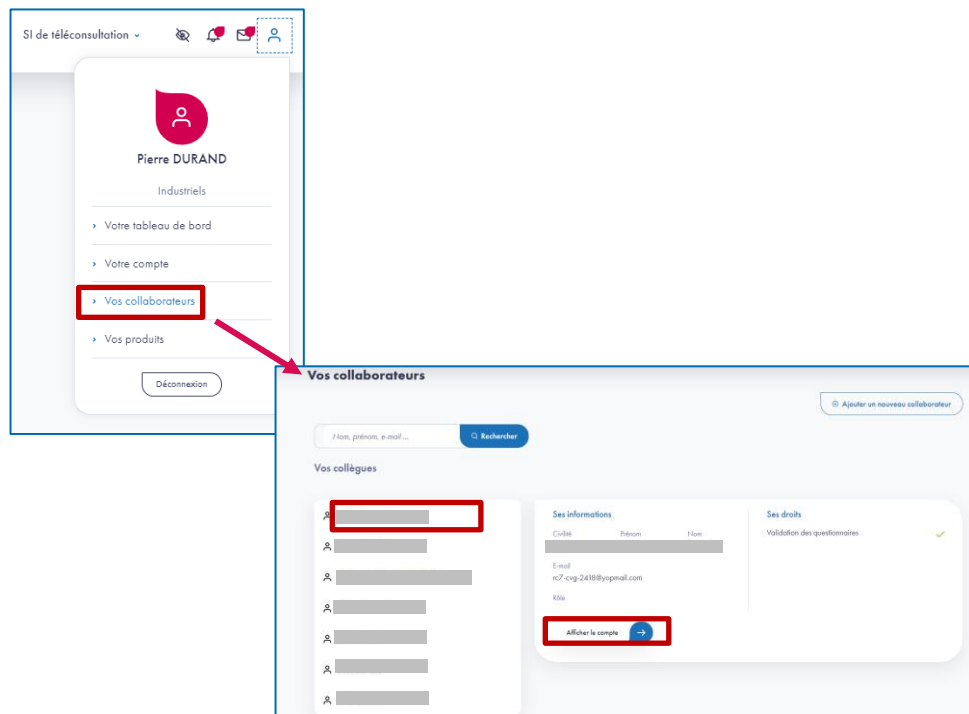 SI de téléconsultation
Pierre DURAND
Industriels
Votre tableau de bord
Votre compte
Vos collaborateurs
Vos produits
Déconnexion
Vos collaborateurs
Ajouter un nouveau collaborateur
Nom, prénom, e-mail ...
Rechercher
Vos collègues
Ses informations
Civilité Prénom Nom
E-mail
rc7-cvg-2418@yopmail.com
Rôle
Afficher le compte
Ses droits
Validation des questionnaires